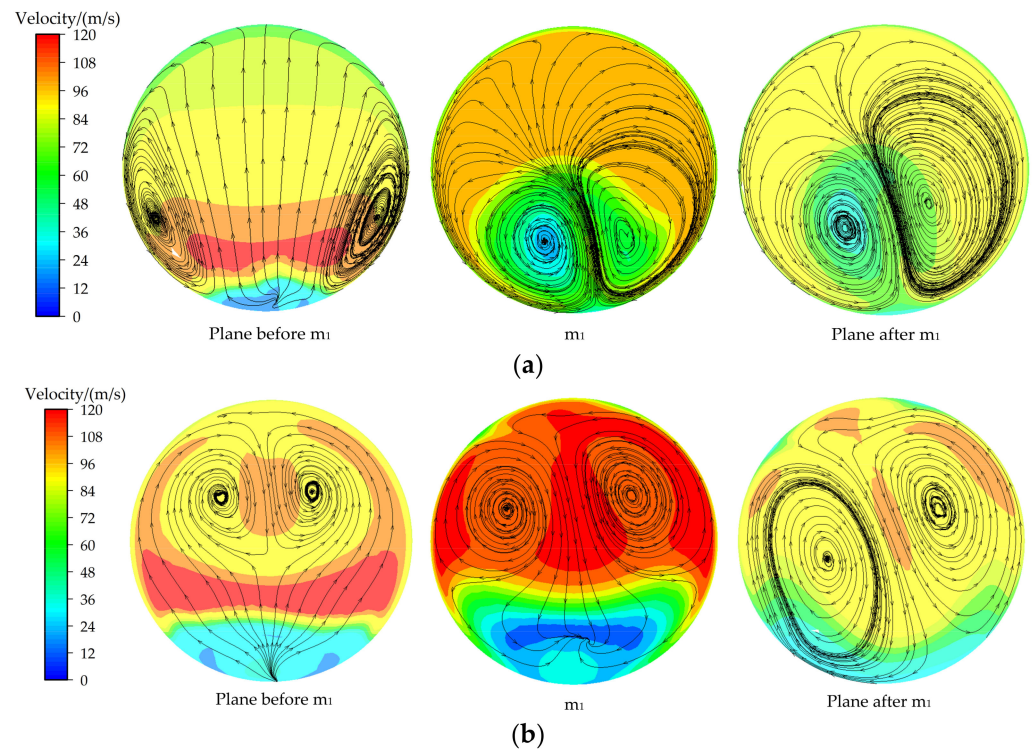 Velocity/(m/s)
120
108
96
84
72
60
48
36
24
12
0
Plane before m₁
m₁
Plane after m₁
(a)
Velocity/(m/s)
120
108
96
84
72
60
48
36
24
12
0
Plane before m₁
m₁
Plane after m₁
(b)